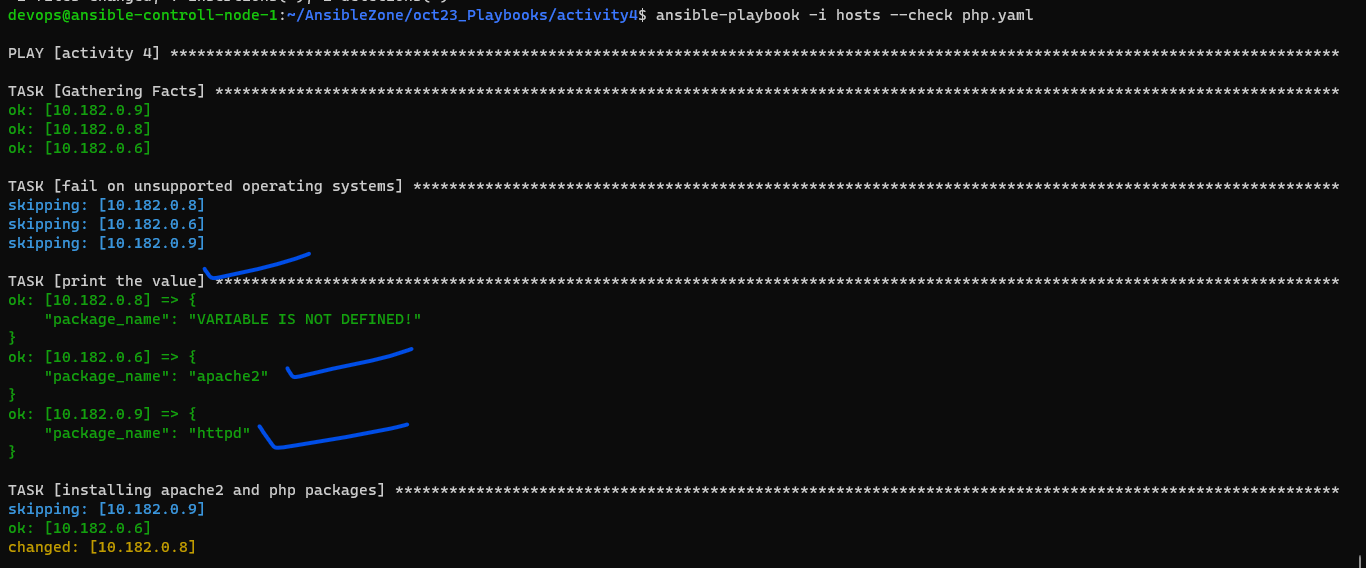 devops@ansible-controll-node-1:~/AnsibleZone/oct23_Playbooks/activity4$ ansible-playbook -i hosts --check php.yaml
PLAY [activity 4] **********************************************************************************************************************************
TASK [Gathering Facts] *****************************************************************************************************************************
ok: [10.182.0.9]
ok: [10.182.0.8]
ok: [10.182.0.6]
TASK [fail on unsupported operating systems] *******************************************************************************************************
skipping: [10.182.0.8]
skipping: [10.182.0.6]
skipping: [10.182.0.9]
TASK [print the value] *****************************************************************************************************************************
ok: [10.182.0.8] => {
    "package_name": "VARIABLE IS NOT DEFINED!"
}
ok: [10.182.0.6] => {
    "package_name": "apache2"
}
ok: [10.182.0.9] => {
    "package_name": "httpd"
}
TASK [installing apache2 and php packages] *********************************************************************************************************
skipping: [10.182.0.9]
ok: [10.182.0.6]
changed: [10.182.0.8]